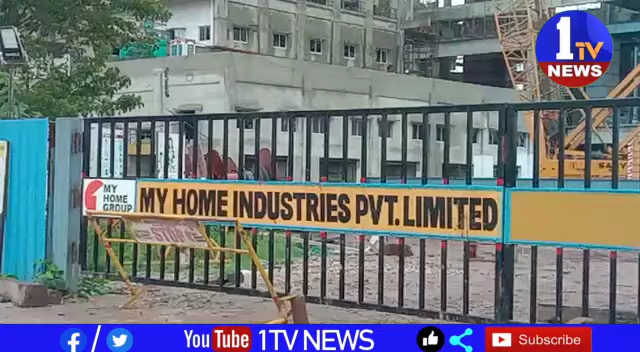 1TV
NEWS
MY
HOME
GROUP
MY HOME INDUSTRIES PVT. LIMITED
f / YouTube 1TV NEWS Subscribe